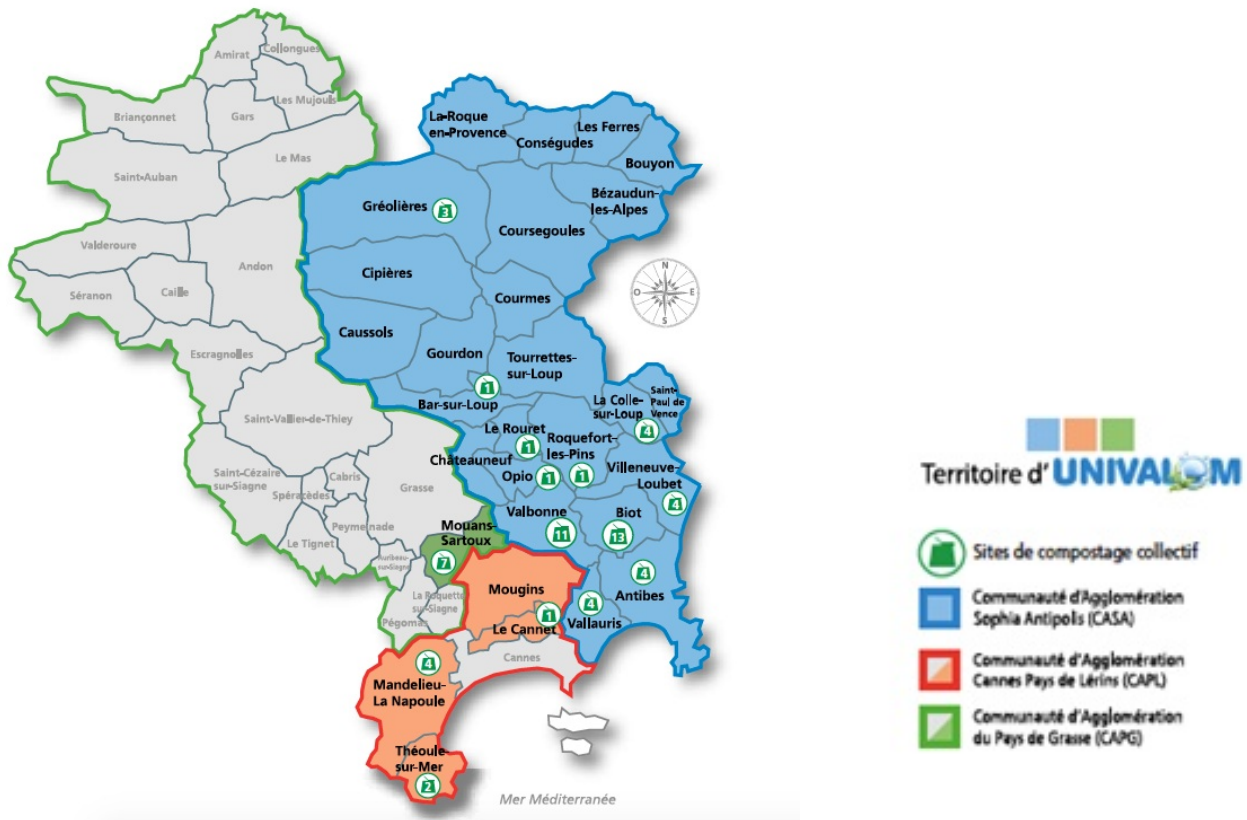 Amirat
Collongues
Les Mujouls
Briançonnet
Gars
Le Mas
Saint-Auban
Valderoure
Andon
Séranon
Caille
Escragnolles
Saint-Vallier-de-Thiey
Saint-Cézaire
sur-Siagne
Cabris
Spéracèdes
Grasse
Peymenade
Le Tignet
Auribeau-
sur-Siagne
La Roquette
sur-Siagne
Pégomas
La-Roque
en-Provence
Conségudes
Les Ferres
Bouyon
Bézaudun-
les-Alpes
Gréolières
3
Coursegoules
Cipières
Courmes
N
O
E
S
Caussols
Gourdon
Tourrettes-
sur-Loup
1
Bar-sur-Loup
La Colle-
sur-Loup
Saint-
Paul de
Vence
4
Le Rouret
1
Roquefort-
les-Pins
1
Châteauneuf
Opio
1
Villeneuve-
Loubet
4
Valbonne
11
Biot
13
Mouans-
Sartoux
7
4
Antibes
Mougins
1
4
Vallauris
Le Cannet
Cannes
4
Mandelieu-
La Napoule
Théoule-
sur-Mer
2
Mer Méditerranée
Territoire d'UNIVALOM
Sites de compostage collectif
Communauté d'Agglomération
Sophia Antipolis (CASA)
Communauté d'Agglomération
Cannes Pays de Lérins (CAPL)
Communauté d'Agglomération
du Pays de Grasse (CAPG)